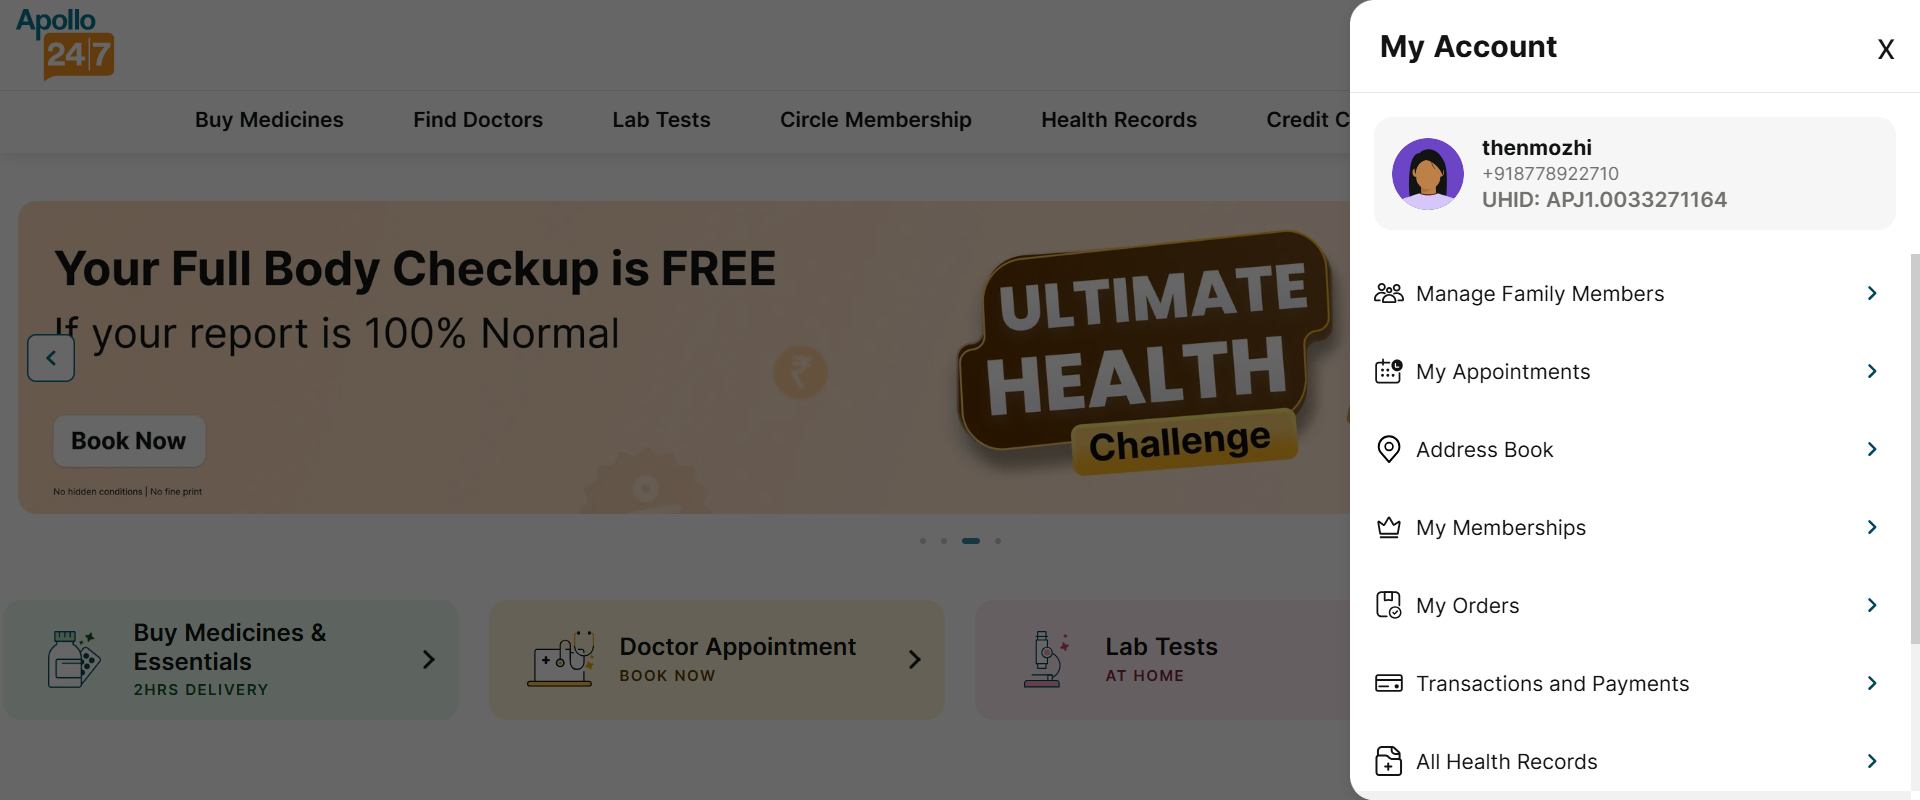 Apollo
24|7
Buy Medicines
Find Doctors
Lab Tests
Circle Membership
Health Records
Credit C
Your Full Body Checkup is FREE
If your report is 100% Normal
Book Now
No hidden conditions | No fine print
ULTIMATE
HEALTH
Challenge
Buy Medicines &
Essentials
2HRS DELIVERY
Doctor Appointment
BOOK NOW
Lab Tests
AT HOME
My Account
X
thenmozhi
+918778922710
UHID: APJ1.0033271164
Manage Family Members
My Appointments
Address Book
My Memberships
My Orders
Transactions and Payments
All Health Records